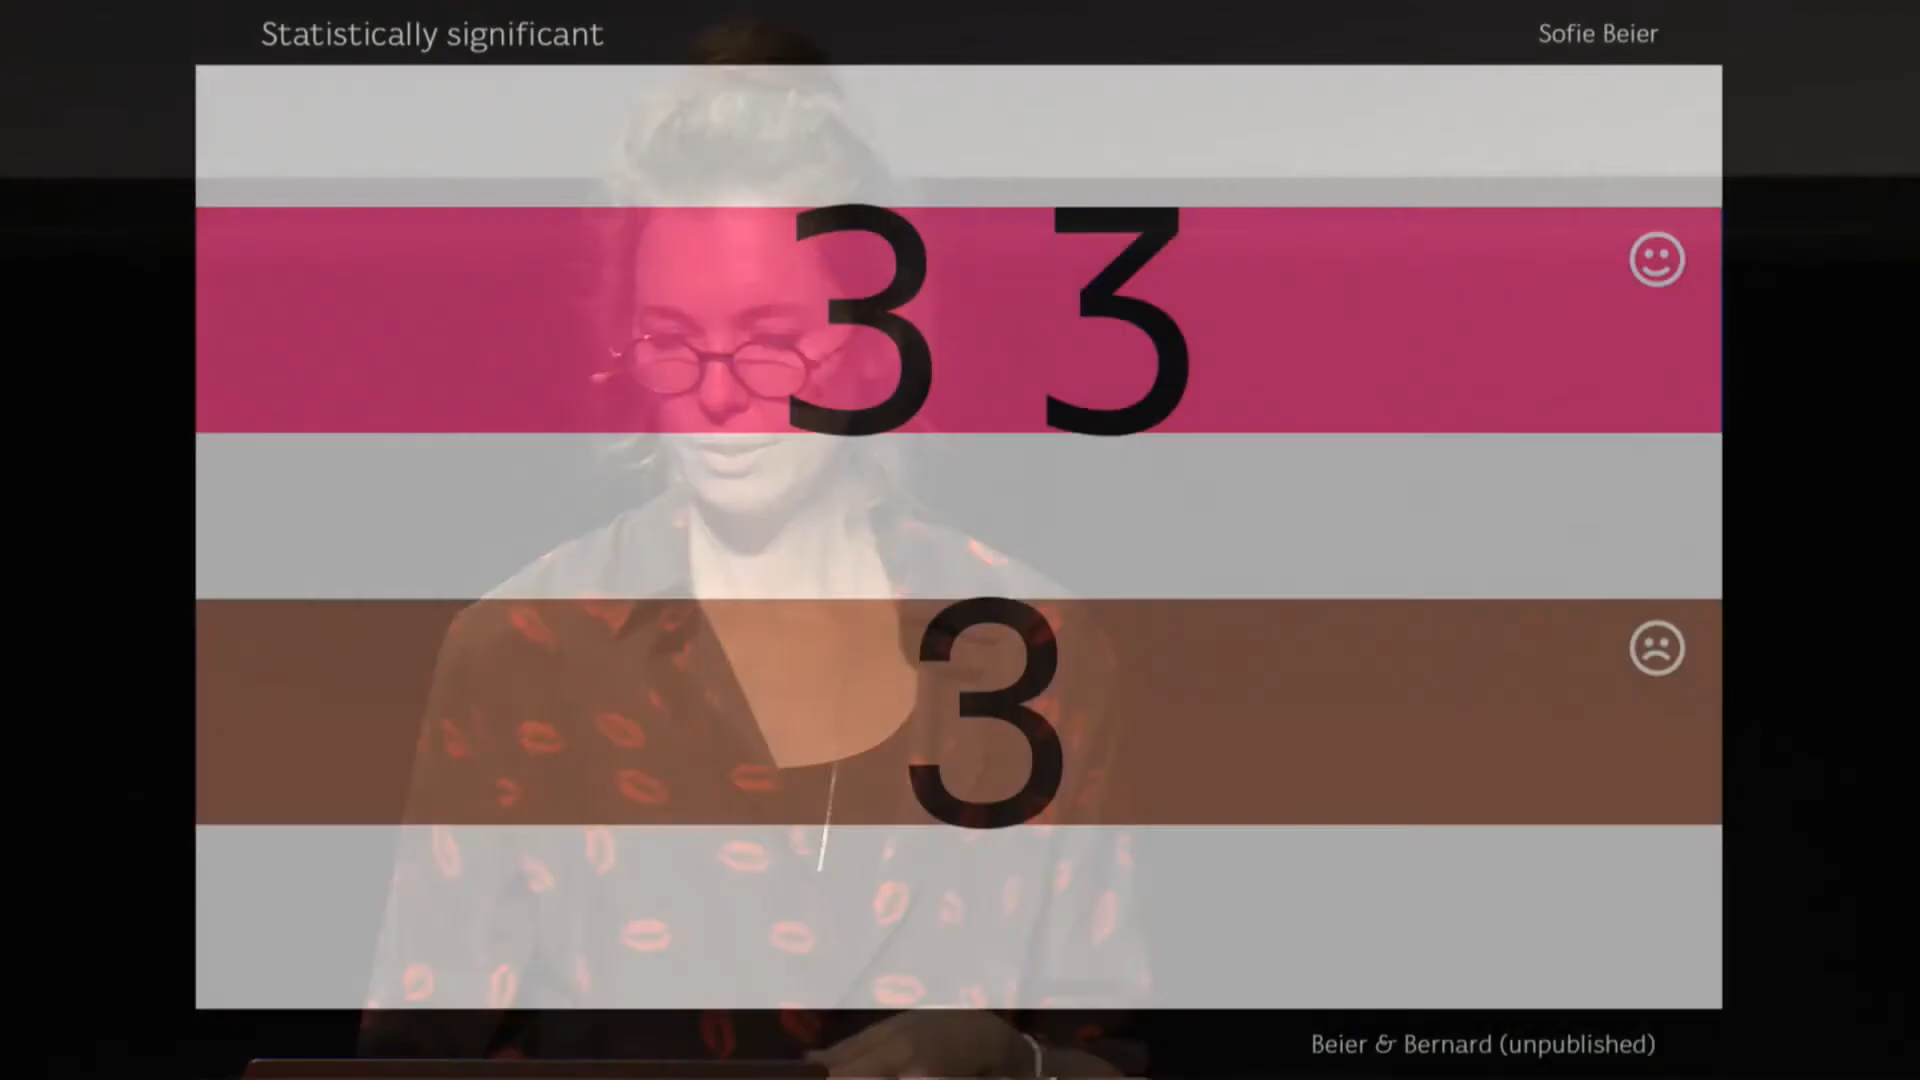 Statistically significant
Sofie Beier
3 3
3
Beier & Bernard (unpublished)